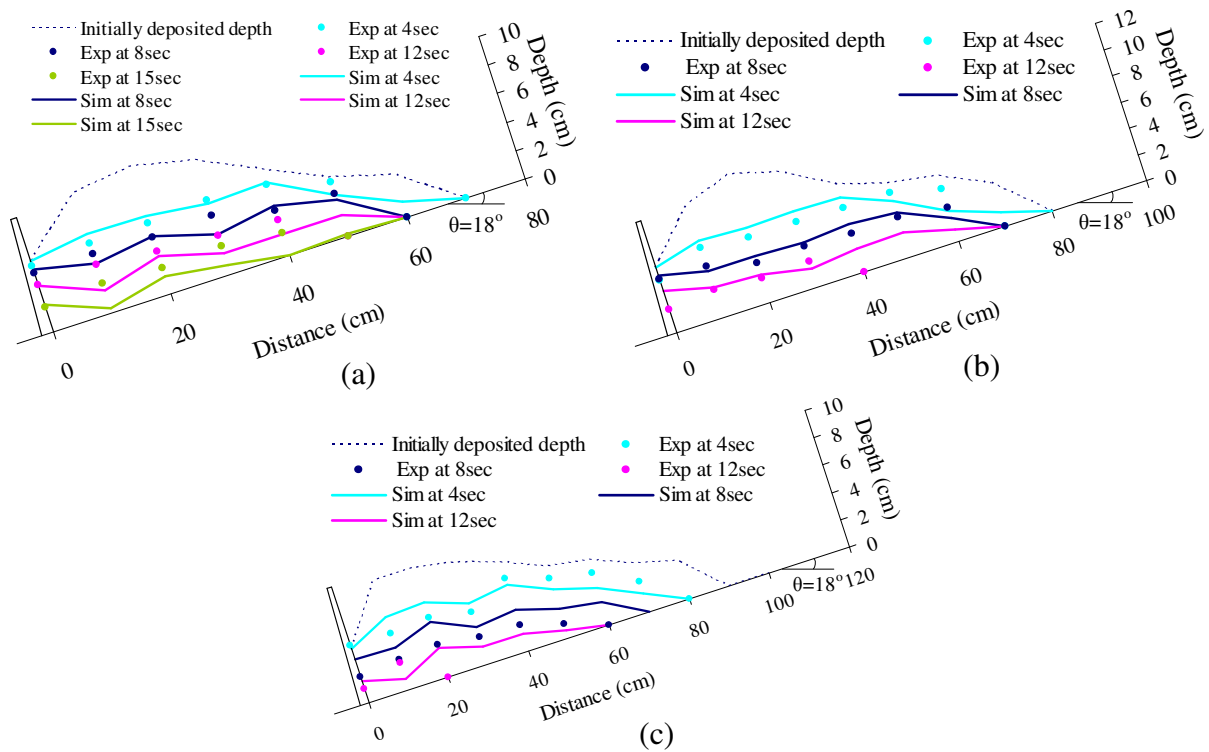 Initially deposited depth
Exp at 4sec
Exp at 8sec
Exp at 12sec
Exp at 15sec
Sim at 4sec
Sim at 8sec
Sim at 12sec
Sim at 15sec
10
8
6
4
2
0
Depth (cm)
θ=18°
0
20
40
60
80
Distance (cm)
(a)
Initially deposited depth
Exp at 4sec
Exp at 8sec
Exp at 12sec
Sim at 4sec
Sim at 8sec
Sim at 12sec
12
10
8
6
4
2
0
Depth (cm)
θ=18°
0
20
40
60
80
100
Distance (cm)
(b)
Initially deposited depth
Exp at 4sec
Exp at 8sec
Exp at 12sec
Sim at 4sec
Sim at 8sec
Sim at 12sec
10
8
6
4
2
0
Depth (cm)
θ=18°
0
20
40
60
80
100
120
Distance (cm)
(c)